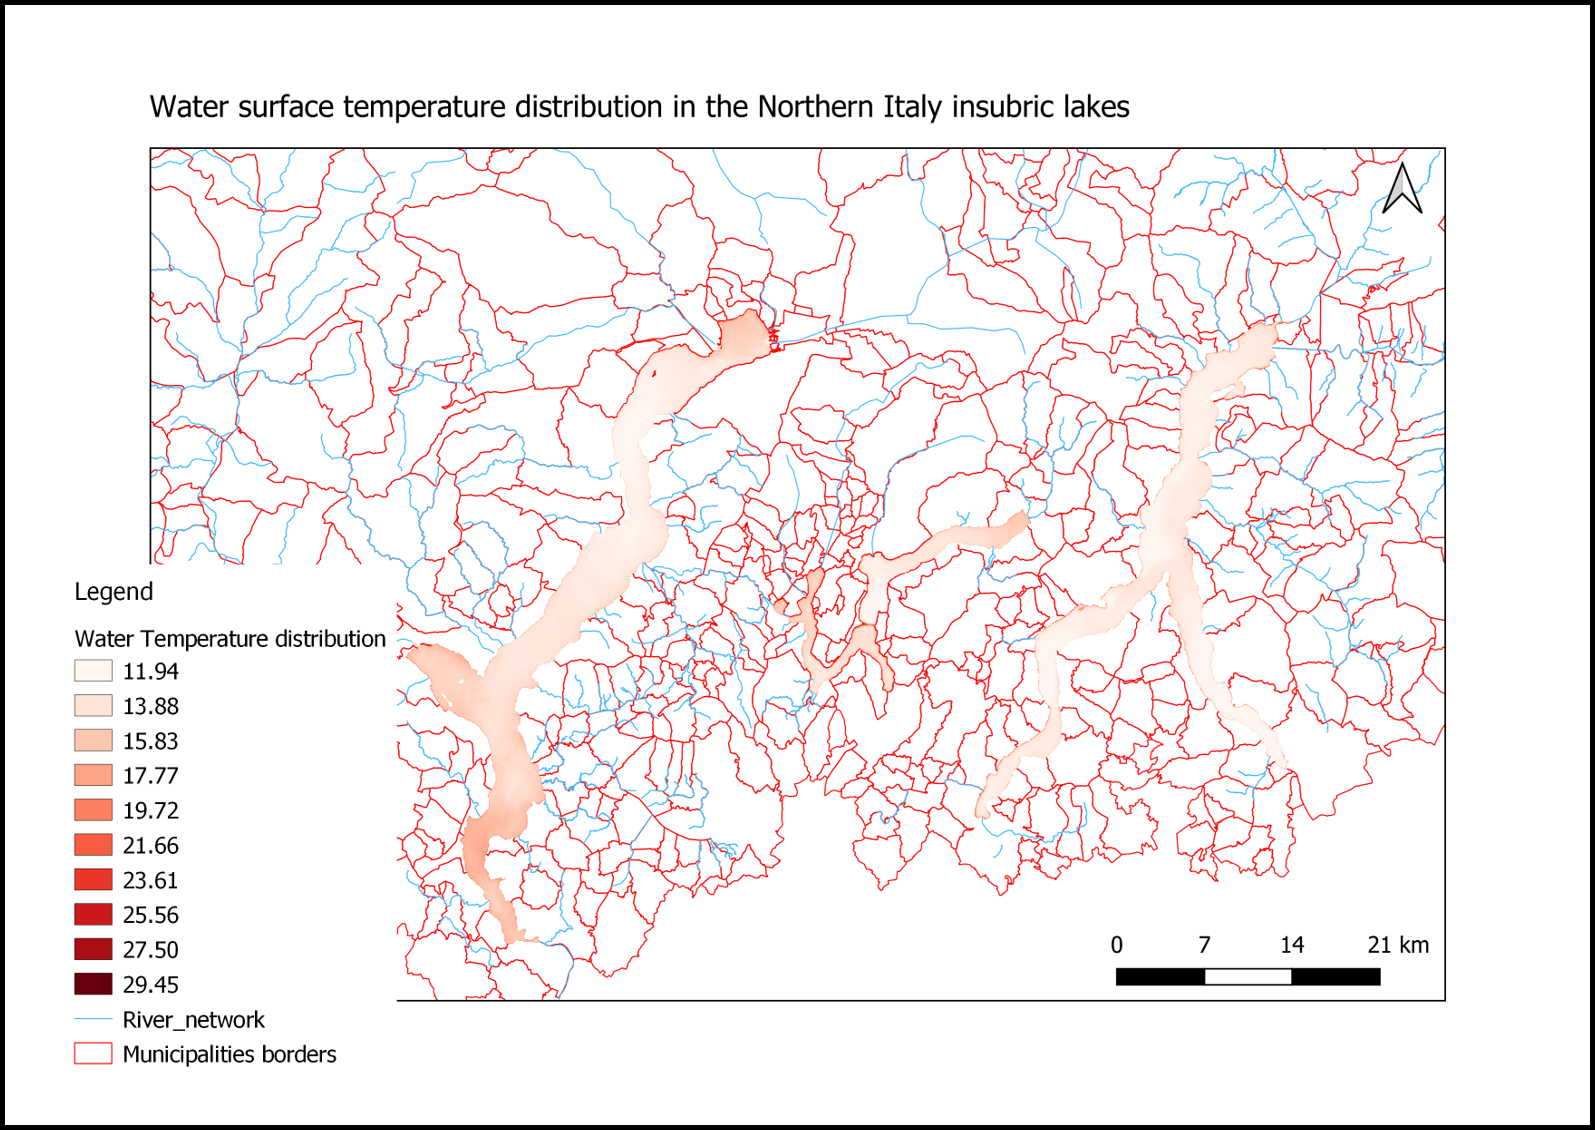 Water surface temperature distribution in the Northern Italy insubric lakes
Legend
Water Temperature distribution
11.94
13.88
15.83
17.77
19.72
21.66
23.61
25.56
27.50
29.45
River_network
Municipalities borders
0 7 14 21 km